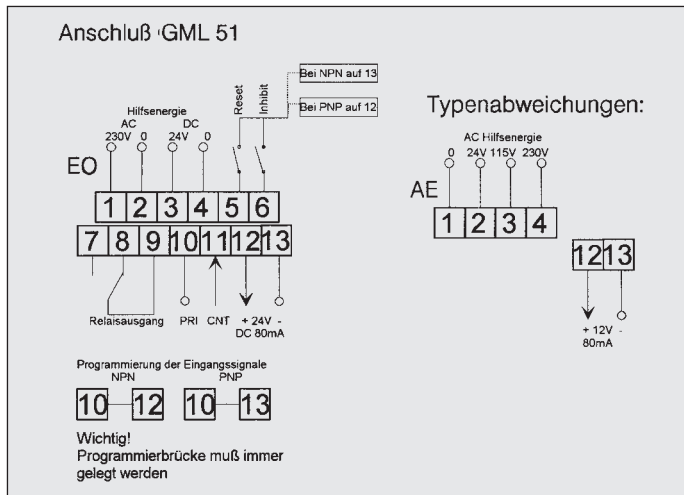 Anschluß GML 51
Bei NPN auf 13
Bei PNP auf 12
Reset
Inhibit
Hilfsenergie
AC DC
230V 0 24V 0
EO
1 2 3 4 5 6
7 8 9 10 11 12 13
Relaisausgang PRI CNT + 24V -
DC 80mA
Programmierung der Eingangssignale
NPN PNP
10 12 10 13
Wichtig!
Programmierbrücke muß immer
gelegt werden
Typenabweichungen:
AC Hilfsenergie
0 24V 115V 230V
AE
1 2 3 4
12 13
+ 12V -
80mA